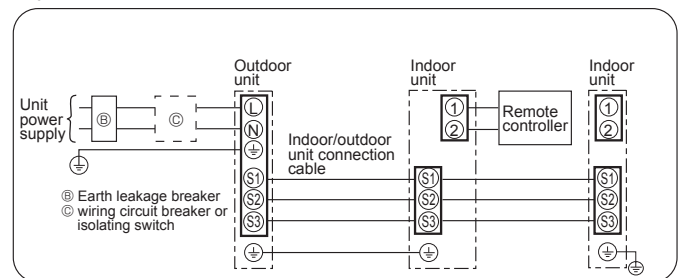 Outdoor
unit
Indoor
unit
Indoor
unit
Unit
power
supply
Ⓑ
Ⓒ
L
N
S1
S2
S3
Indoor/outdoor
unit connection
cable
1
2
Remote
controller
S1
S2
S3
1
2
S1
S2
S3
Ⓑ Earth leakage breaker
Ⓒ wiring circuit breaker or
isolating switch